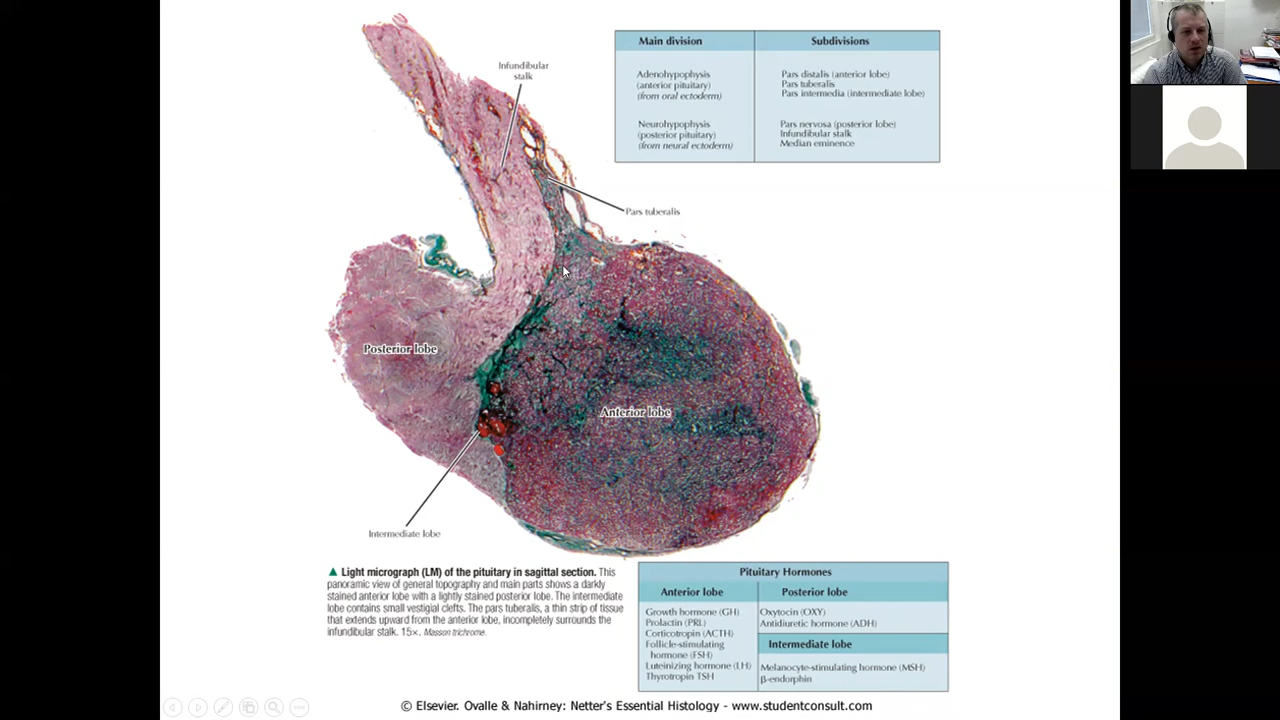 Infundibular
stalk
Main division
Subdivisions
Adenohypophysis
(anterior pituitary)
(from oral ectoderm)
Pars distalis (anterior lobe)
Pars tuberalis
Pars intermedia (intermediate lobe)
Neurohypophysis
(posterior pituitary)
(from neural ectoderm)
Pars nervosa (posterior lobe)
Infundibular stalk
Median eminence
Pars tuberalis
Posterior lobe
Anterior lobe
Intermediate lobe
▲ Light micrograph (LM) of the pituitary in sagittal section. This
panoramic view of general topography and main parts shows a darkly
stained anterior lobe with a lightly stained posterior lobe. The intermediate
lobe contains small vestigial clefts. The pars tuberalis, a thin strip of tissue
that extends upward from the anterior lobe, incompletely surrounds the
infundibular stalk. 15×. Masson trichrome.
Pituitary Hormones
Anterior lobe
Growth hormone (GH)
Prolactin (PRL)
Corticotropin (ACTH)
Follicle-stimulating
hormone (FSH)
Luteinizing hormone (LH)
Thyrotropin TSH
Posterior lobe
Oxytocin (OXY)
Antidiuretic hormone (ADH)
Intermediate lobe
Melanocyte-stimulating hormone (MSH)
β-endorphin
© Elsevier. Ovalle & Nahirney: Netter's Essential Histology - www.studentconsult.com